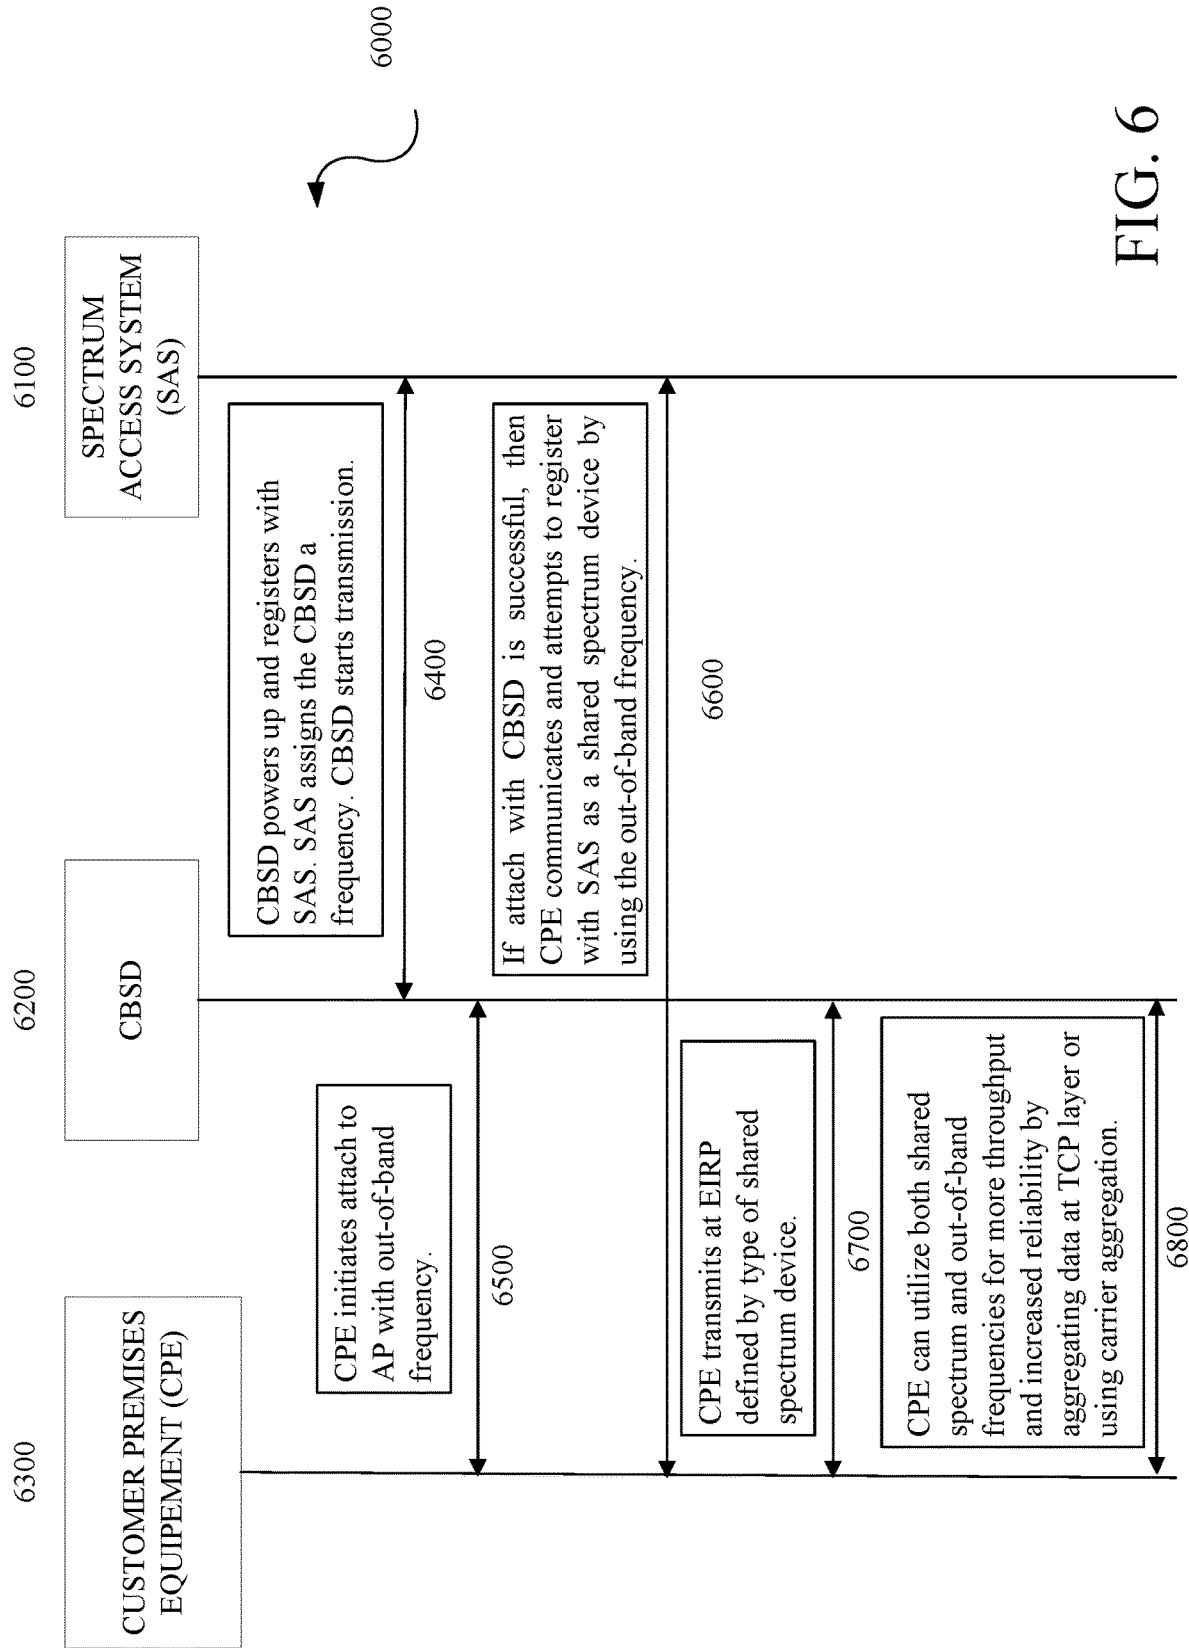 6300
CUSTOMER PREMISES
EQUIPEMENT (CPE)
6200
CBSD
6100
SPECTRUM
ACCESS SYSTEM
(SAS)
6000
CBSD powers up and registers with
SAS. SAS assigns the CBSD a
frequency. CBSD starts transmission.
6400
CPE initiates attach to
AP with out-of-band
frequency.
6500
If attach with CBSD is successful, then
CPE communicates and attempts to register
with SAS as a shared spectrum device by
using the out-of-band frequency.
6600
CPE transmits at EIRP
defined by type of shared
spectrum device.
6700
CPE can utilize both shared
spectrum and out-of-band
frequencies for more throughput
and increased reliability by
aggregating data at TCP layer or
using carrier aggregation.
6800
FIG. 6